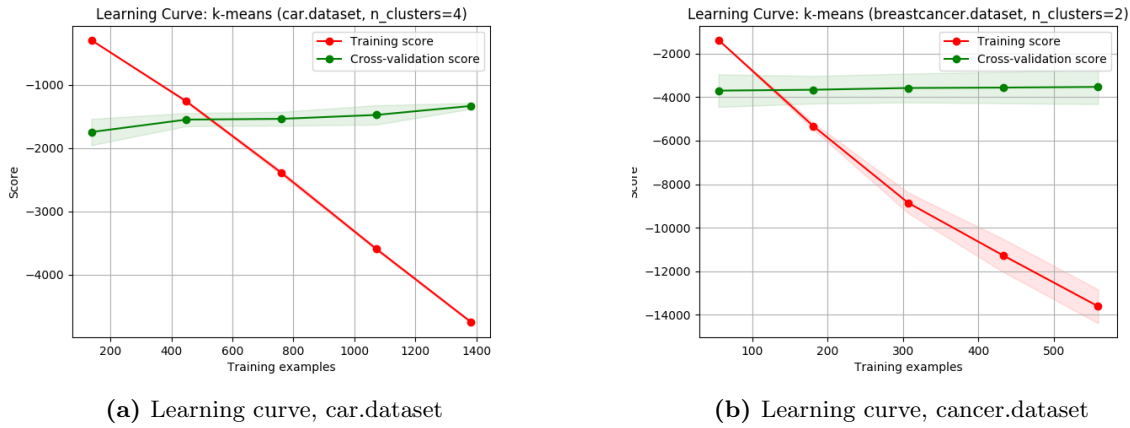 Learning Curve: k-means (car.dataset, n_clusters=4)
Training score
Cross-validation score
−1000
−2000
−3000
−4000
Score
200 400 600 800 1000 1200 1400
Training examples
(a) Learning curve, car.dataset
Learning Curve: k-means (breastcancer.dataset, n_clusters=2)
Training score
Cross-validation score
−2000
−4000
−6000
−8000
−10000
−12000
−14000
Score
100 200 300 400 500
Training examples
(b) Learning curve, cancer.dataset